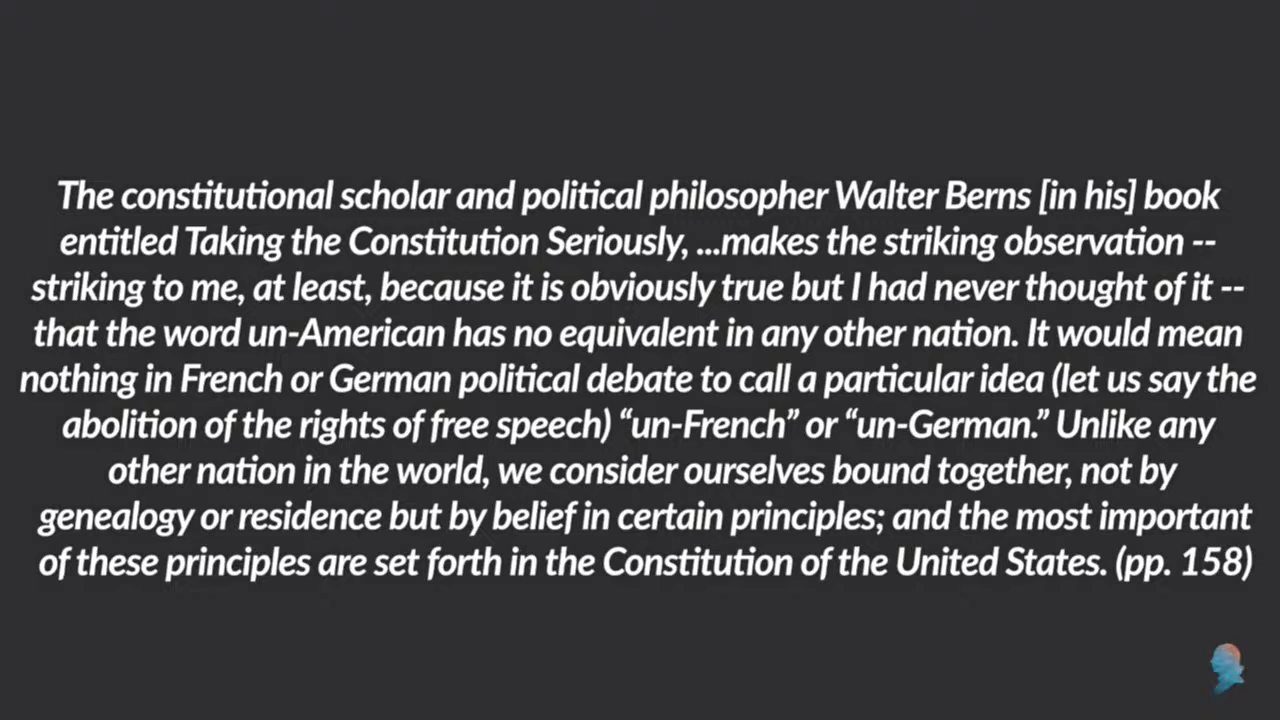 The constitutional scholar and political philosopher Walter Berns [in his] book
entitled Taking the Constitution Seriously, ...makes the striking observation --
striking to me, at least, because it is obviously true but I had never thought of it --
that the word un-American has no equivalent in any other nation. It would mean
nothing in French or German political debate to call a particular idea (let us say the
abolition of the rights of free speech) “un-French” or “un-German.” Unlike any
other nation in the world, we consider ourselves bound together, not by
genealogy or residence but by belief in certain principles; and the most important
of these principles are set forth in the Constitution of the United States. (pp. 158)